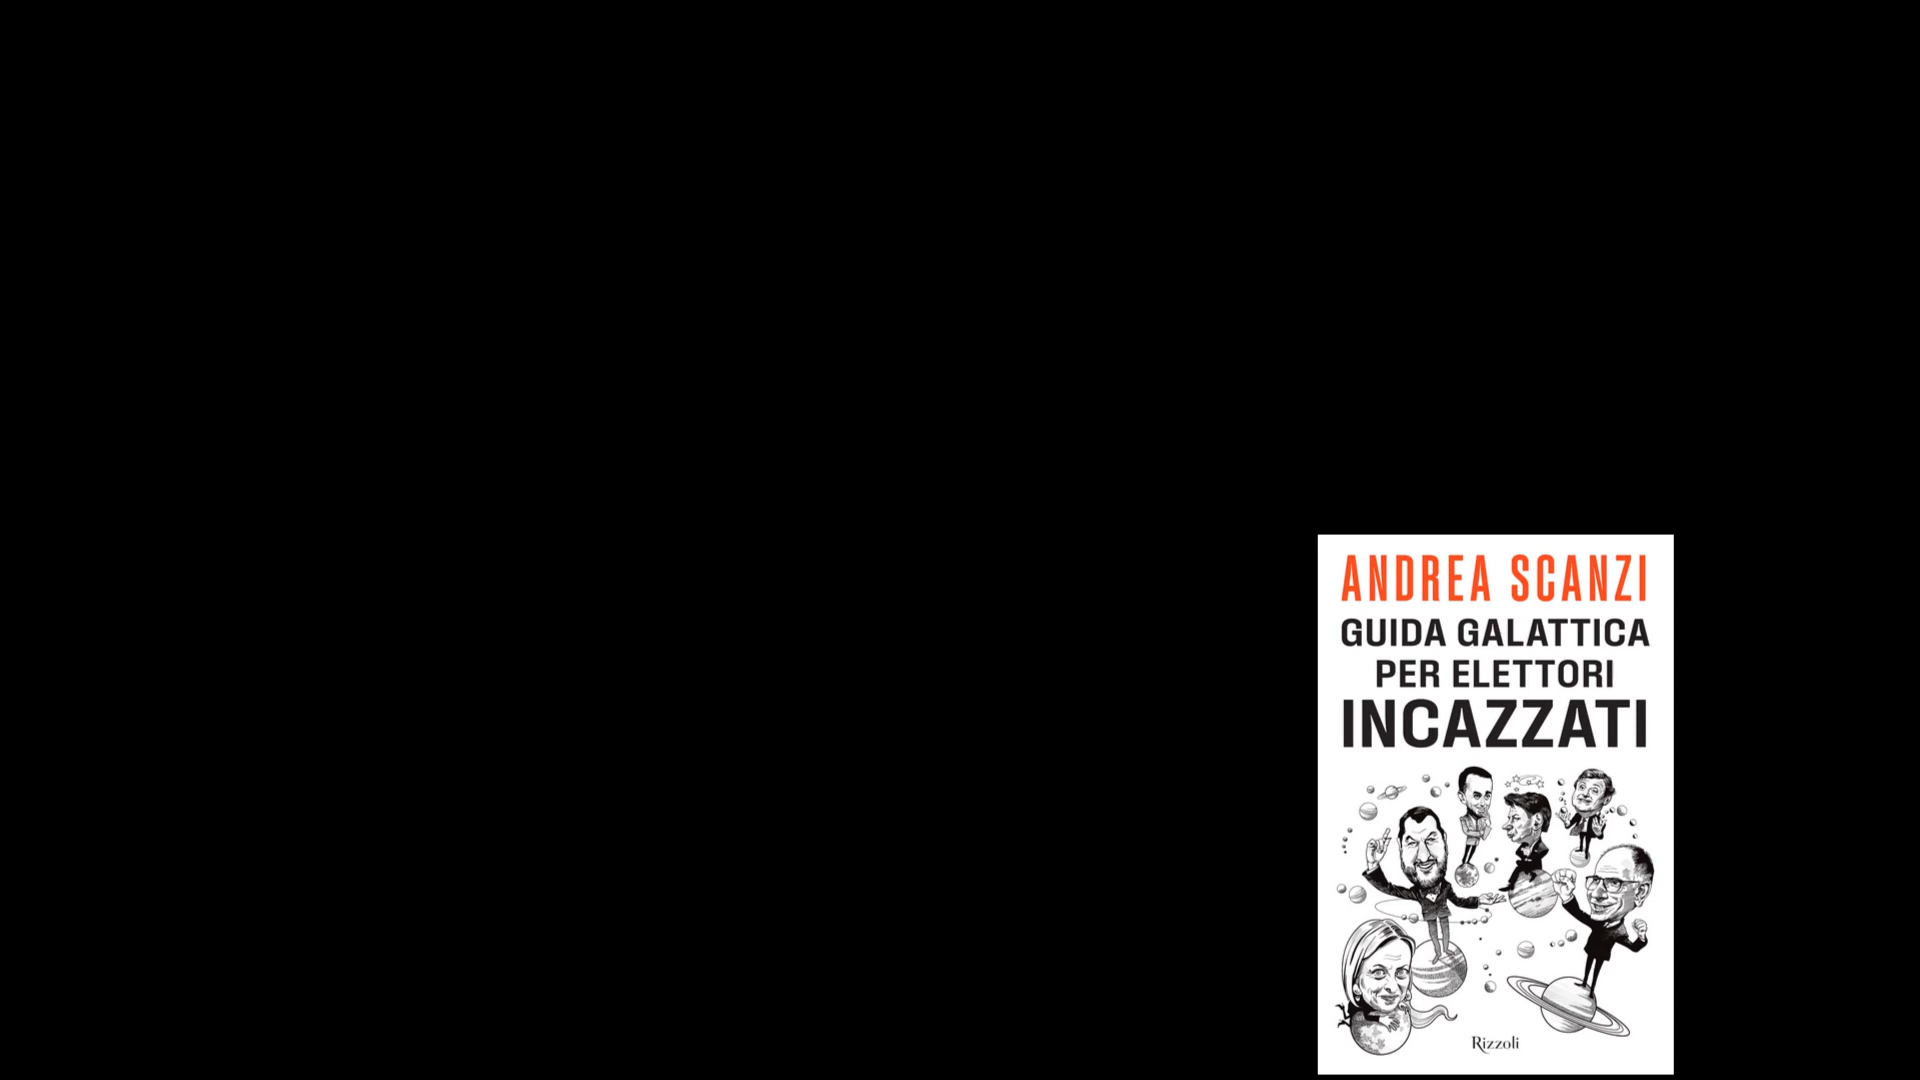 ANDREA SCANZI
GUIDA GALATTICA
PER ELETTORI
INCAZZATI
Rizzoli